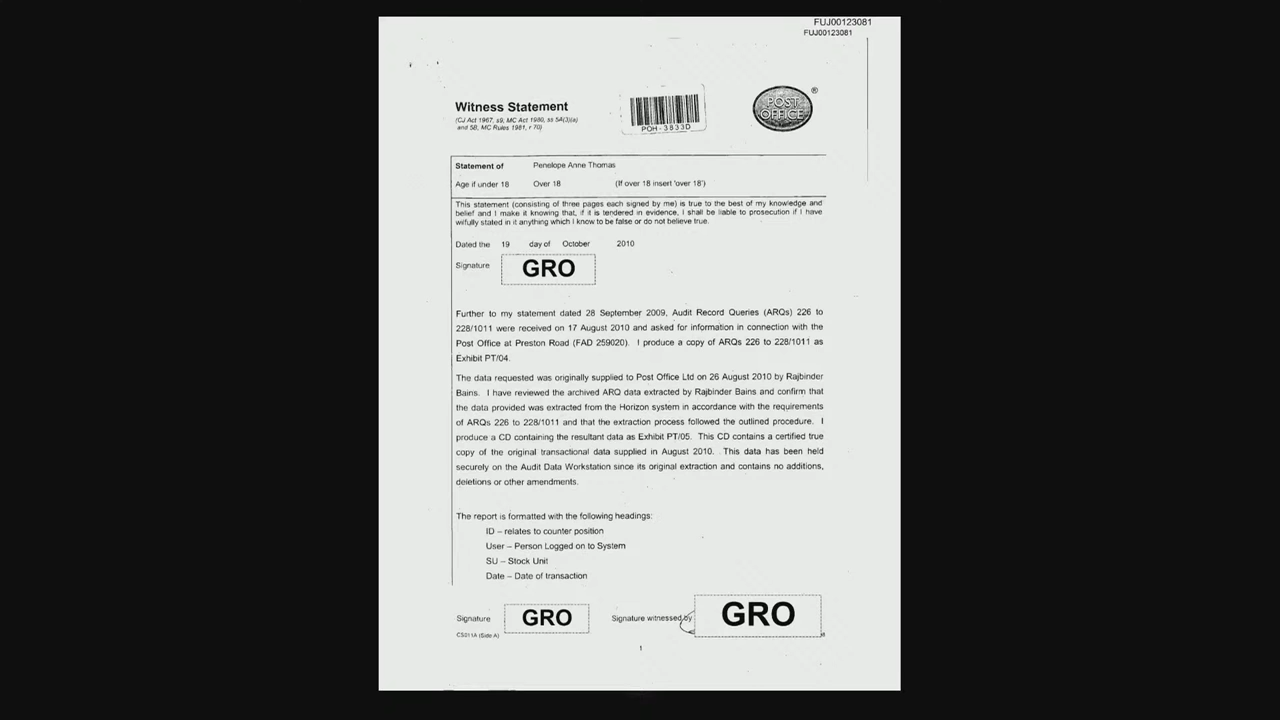 FUJ00123081
FUJ00123081
Witness Statement
(CJ Act 1967, s9, MC Act 1980, ss 5A(3)(a)
and 5B, MC Rules 1981, r 70)
POH-3833D
POST
OFFICE
®
Statement of Penelope Anne Thomas
Age if under 18 Over 18 (If over 18 insert 'over 18')
This statement (consisting of three pages each signed by me) is true to the best of my knowledge and
belief and I make it knowing that, if it is tendered in evidence, I shall be liable to prosecution if I have
wilfully stated in it anything which I know to be false or do not believe true.
Dated the 19 day of October 2010
Signature GRO
Further to my statement dated 28 September 2009, Audit Record Queries (ARQs) 226 to
228/1011 were received on 17 August 2010 and asked for information in connection with the
Post Office at Preston Road (FAD 259020). I produce a copy of ARQs 226 to 228/1011 as
Exhibit PT/04.
The data requested was originally supplied to Post Office Ltd on 26 August 2010 by Rajbinder
Bains. I have reviewed the archived ARQ data extracted by Rajbinder Bains and confirm that
the data provided was extracted from the Horizon system in accordance with the requirements
of ARQs 226 to 228/1011 and that the extraction process followed the outlined procedure. I
produce a CD containing the resultant data as Exhibit PT/05. This CD contains a certified true
copy of the original transactional data supplied in August 2010. This data has been held
securely on the Audit Data Workstation since its original extraction and contains no additions,
deletions or other amendments.
The report is formatted with the following headings:
ID – relates to counter position
User – Person Logged on to System
SU – Stock Unit
Date – Date of transaction
Signature GRO Signature witnessed by GRO
CS011A (Side A)
1